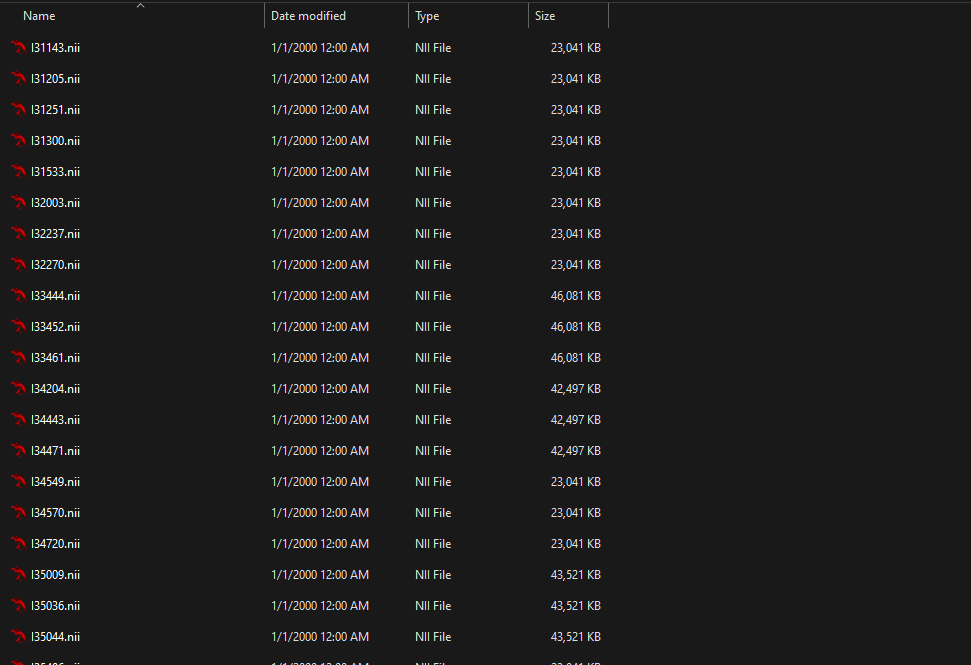 Name Date modified Type Size
I31143.nii 1/1/2000 12:00 AM NII File 23,041 KB
I31205.nii 1/1/2000 12:00 AM NII File 23,041 KB
I31251.nii 1/1/2000 12:00 AM NII File 23,041 KB
I31300.nii 1/1/2000 12:00 AM NII File 23,041 KB
I31533.nii 1/1/2000 12:00 AM NII File 23,041 KB
I32003.nii 1/1/2000 12:00 AM NII File 23,041 KB
I32237.nii 1/1/2000 12:00 AM NII File 23,041 KB
I32270.nii 1/1/2000 12:00 AM NII File 23,041 KB
I33444.nii 1/1/2000 12:00 AM NII File 46,081 KB
I33452.nii 1/1/2000 12:00 AM NII File 46,081 KB
I33461.nii 1/1/2000 12:00 AM NII File 46,081 KB
I34204.nii 1/1/2000 12:00 AM NII File 42,497 KB
I34443.nii 1/1/2000 12:00 AM NII File 42,497 KB
I34471.nii 1/1/2000 12:00 AM NII File 42,497 KB
I34549.nii 1/1/2000 12:00 AM NII File 23,041 KB
I34570.nii 1/1/2000 12:00 AM NII File 23,041 KB
I34720.nii 1/1/2000 12:00 AM NII File 23,041 KB
I35009.nii 1/1/2000 12:00 AM NII File 43,521 KB
I35036.nii 1/1/2000 12:00 AM NII File 43,521 KB
I35044.nii 1/1/2000 12:00 AM NII File 43,521 KB